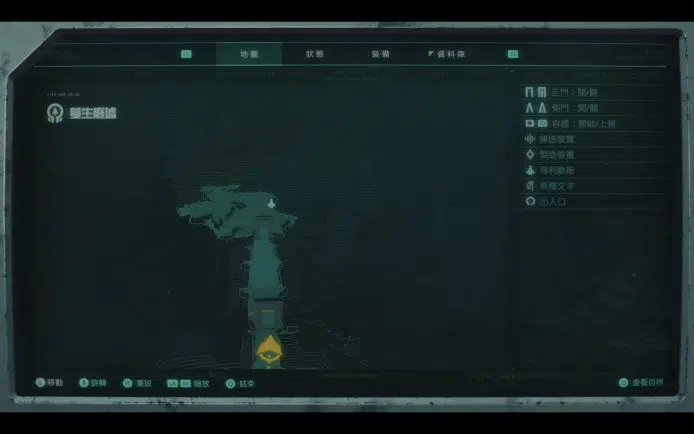 地圖 狀態 裝備 資料庫
蔓生廢墟
正門：開/關
側門：開/關
容器：開啟/上鎖
傳送裝置
製造裝置
海利歐斯
異種文字
出入口
移動 旋轉 重設 縮放 結束 查看目標